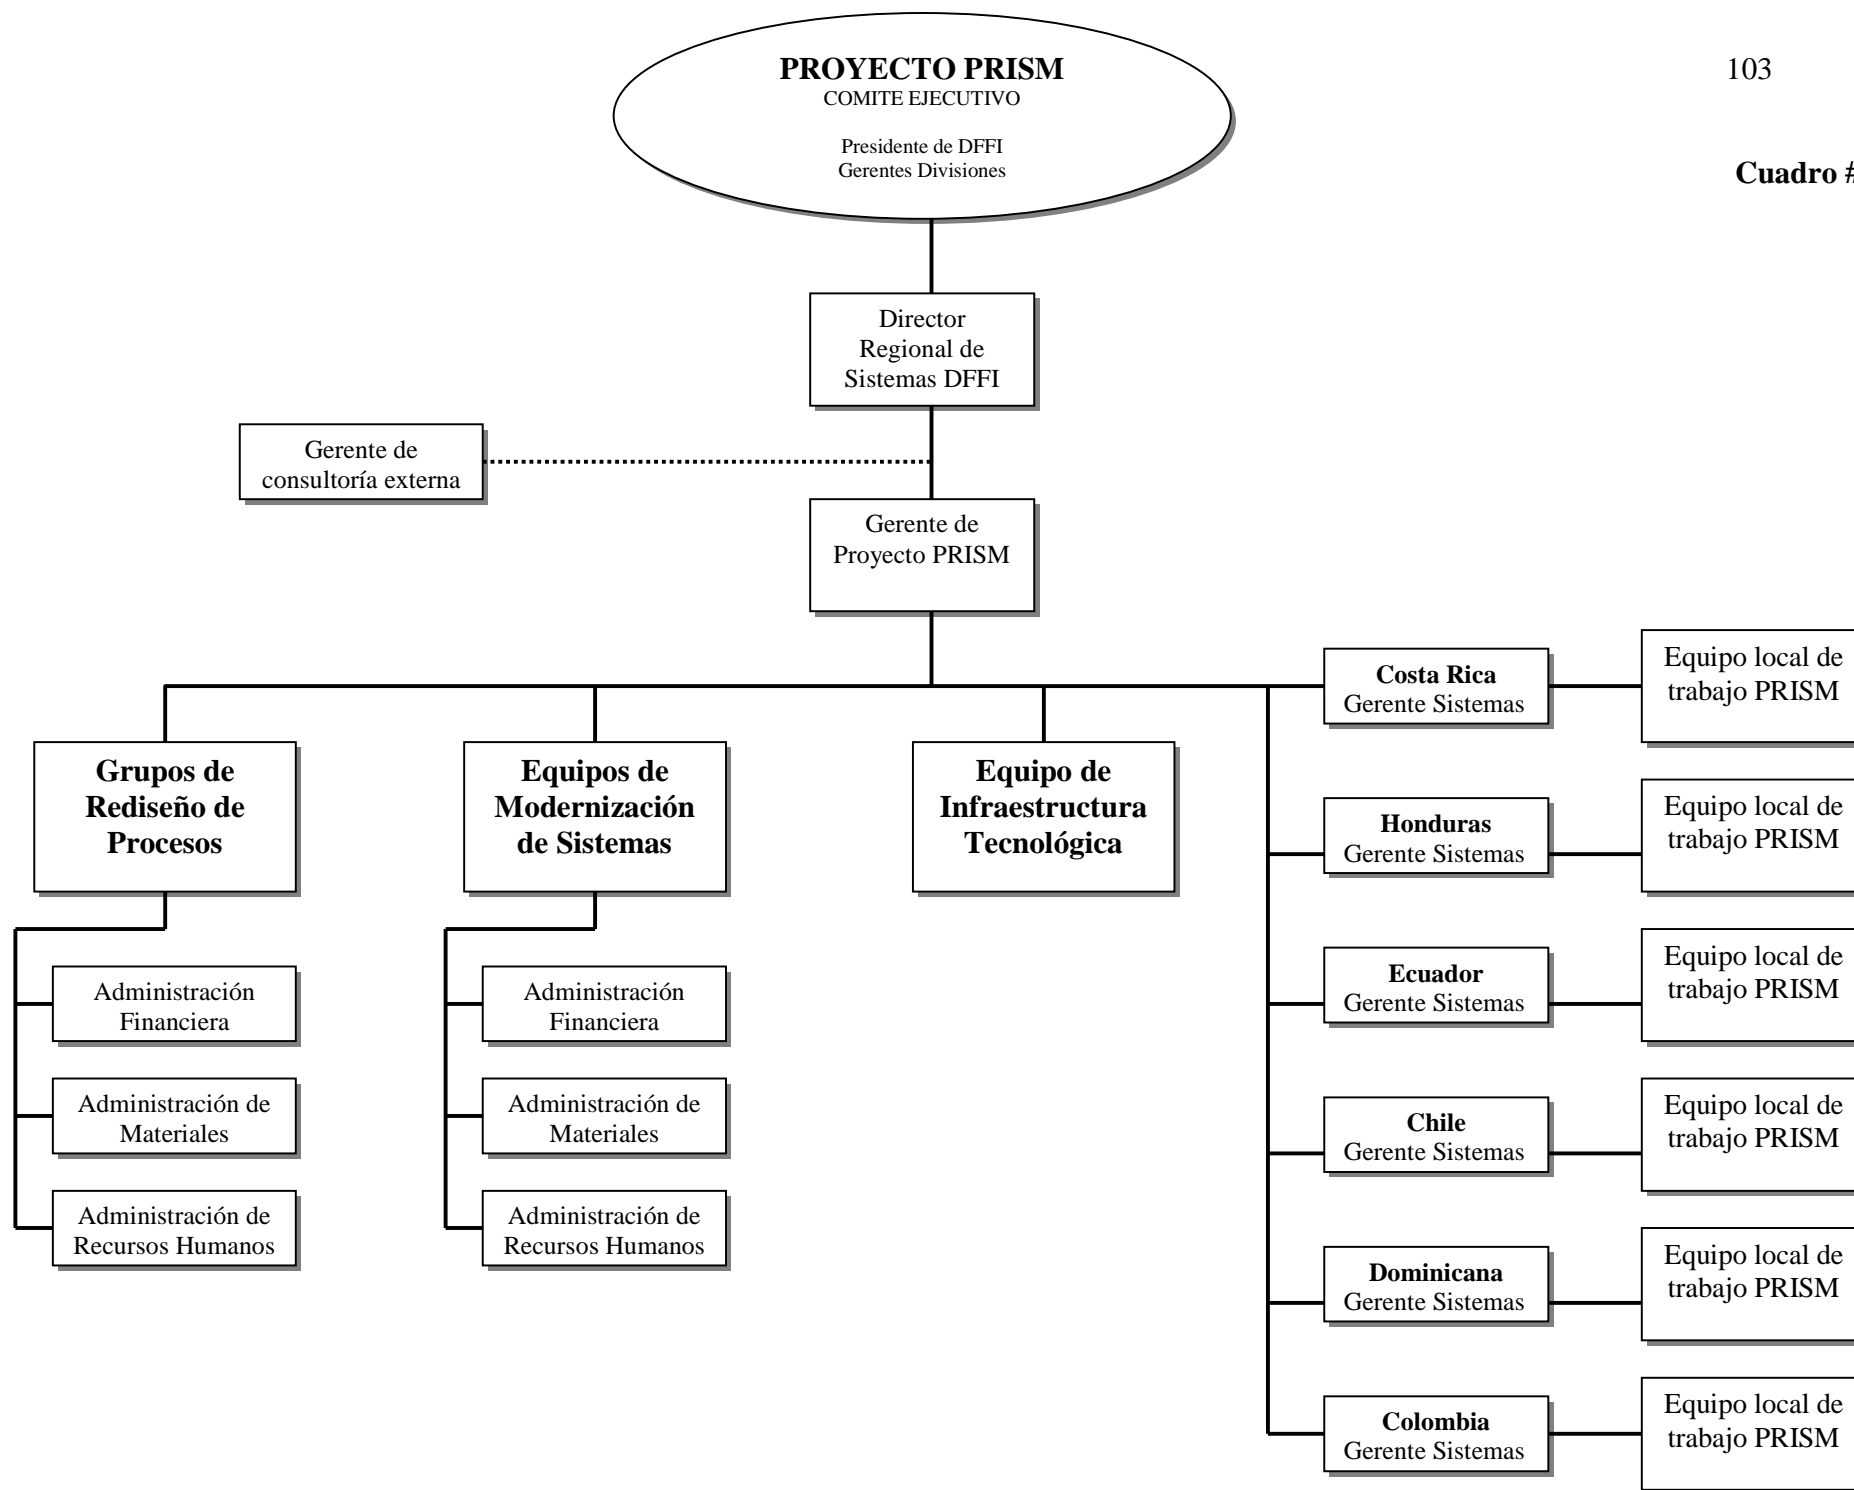 PROYECTO PRISM
COMITE EJECUTIVO
Presidente de DFFI
Gerentes Divisiones
103
Cuadro #
Director
Regional de
Sistemas DFFI
Gerente de
consultoría externa
Gerente de
Proyecto PRISM
Grupos de
Rediseño de
Procesos
Administración
Financiera
Administración de
Materiales
Administración de
Recursos Humanos
Equipos de
Modernización
de Sistemas
Administración
Financiera
Administración de
Materiales
Administración de
Recursos Humanos
Equipo de
Infraestructura
Tecnológica
Costa Rica
Gerente Sistemas
Equipo local de
trabajo PRISM
Honduras
Gerente Sistemas
Equipo local de
trabajo PRISM
Ecuador
Gerente Sistemas
Equipo local de
trabajo PRISM
Chile
Gerente Sistemas
Equipo local de
trabajo PRISM
Dominicana
Gerente Sistemas
Equipo local de
trabajo PRISM
Colombia
Gerente Sistemas
Equipo local de
trabajo PRISM